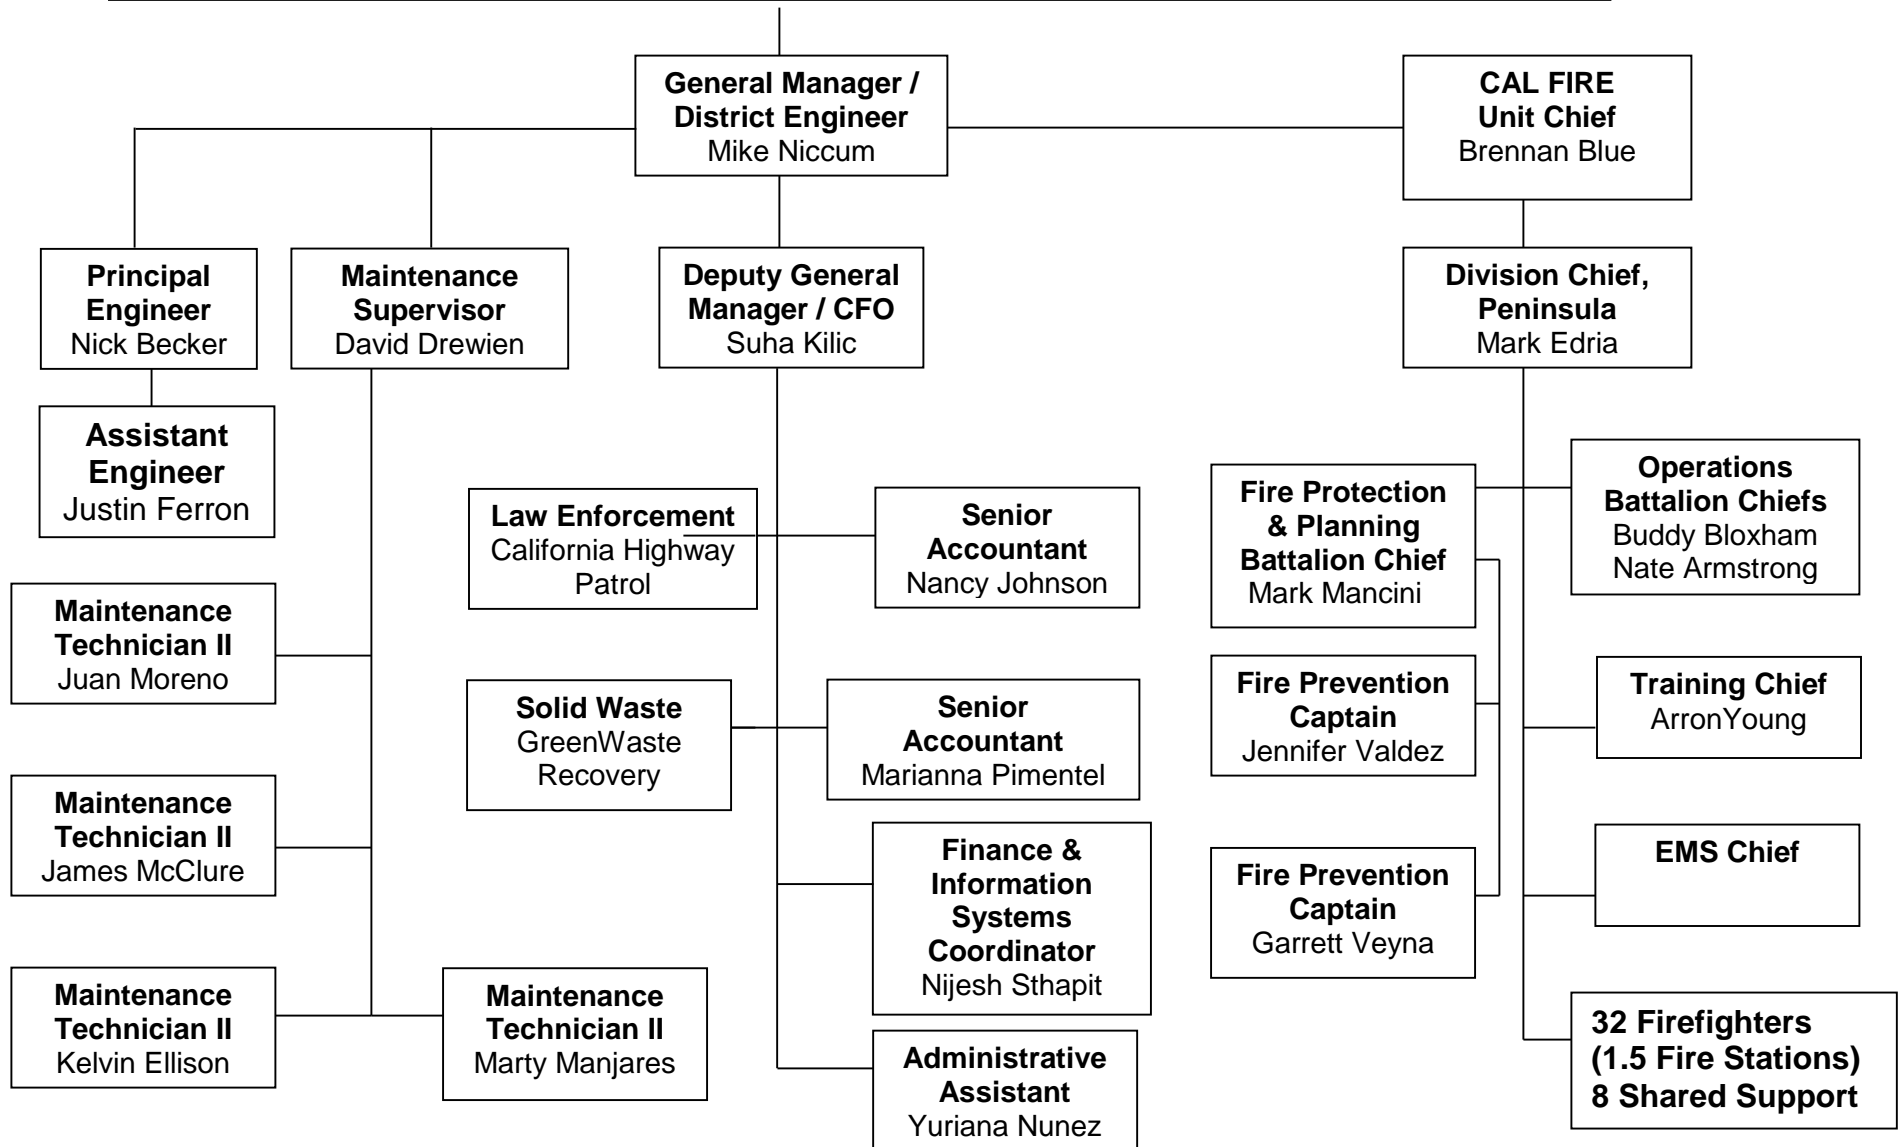 General Manager /
District Engineer
Mike Niccum
CAL FIRE
Unit Chief
Brennan Blue
Principal
Engineer
Nick Becker
Maintenance
Supervisor
David Drewien
Deputy General
Manager / CFO
Suha Kilic
Division Chief,
Peninsula
Mark Edria
Assistant
Engineer
Justin Ferron
Law Enforcement
California Highway
Patrol
Senior
Accountant
Nancy Johnson
Fire Protection
& Planning
Battalion Chief
Mark Mancini
Operations
Battalion Chiefs
Buddy Bloxham
Nate Armstrong
Maintenance
Technician II
Juan Moreno
Solid Waste
GreenWaste
Recovery
Senior
Accountant
Marianna Pimentel
Fire Prevention
Captain
Jennifer Valdez
Training Chief
ArronYoung
Maintenance
Technician II
James McClure
Finance &
Information
Systems
Coordinator
Nijesh Sthapit
Fire Prevention
Captain
Garrett Veyna
EMS Chief
Maintenance
Technician II
Kelvin Ellison
Maintenance
Technician II
Marty Manjares
Administrative
Assistant
Yuriana Nunez
32 Firefighters
(1.5 Fire Stations)
8 Shared Support